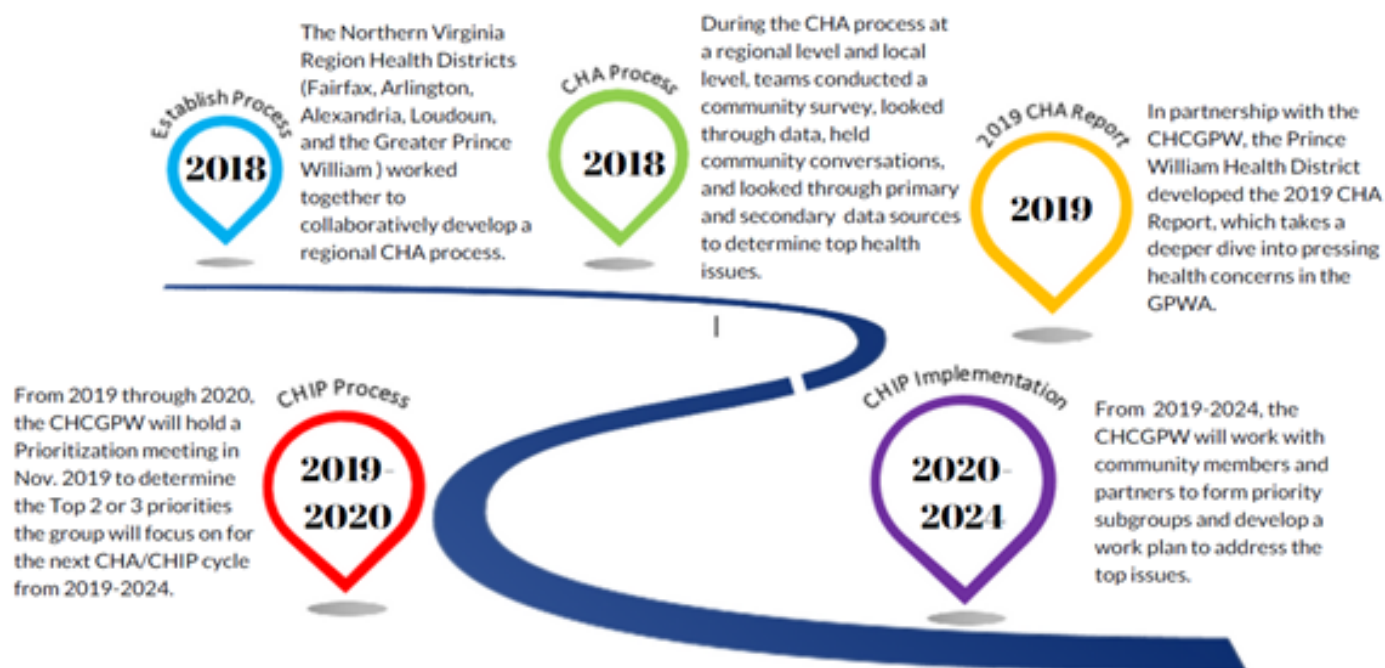 Establish Process
2018
The Northern Virginia
Region Health Districts
(Fairfax, Arlington,
Alexandria, Loudoun,
and the Greater Prince
William ) worked
together to
collaboratively develop a
regional CHA process.
CHA Process
2018
During the CHA process at
a regional level and local
level, teams conducted a
community survey, looked
through data, held
community conversations,
and looked through primary
and secondary data sources
to determine top health
issues.
2019 CHA Report
2019
In partnership with the
CHCGPW, the Prince
William Health District
developed the 2019 CHA
Report, which takes a
deeper dive into pressing
health concerns in the
GPWA.
From 2019 through 2020,
the CHCGPW will hold a
Prioritization meeting in
Nov. 2019 to determine
the Top 2 or 3 priorities
the group will focus on for
the next CHA/CHIP cycle
from 2019-2024.
CHIP Process
2019-
2020
CHIP Implementation
2020-
2024
From 2019-2024, the
CHCGPW will work with
community members and
partners to form priority
subgroups and develop a
work plan to address the
top issues.